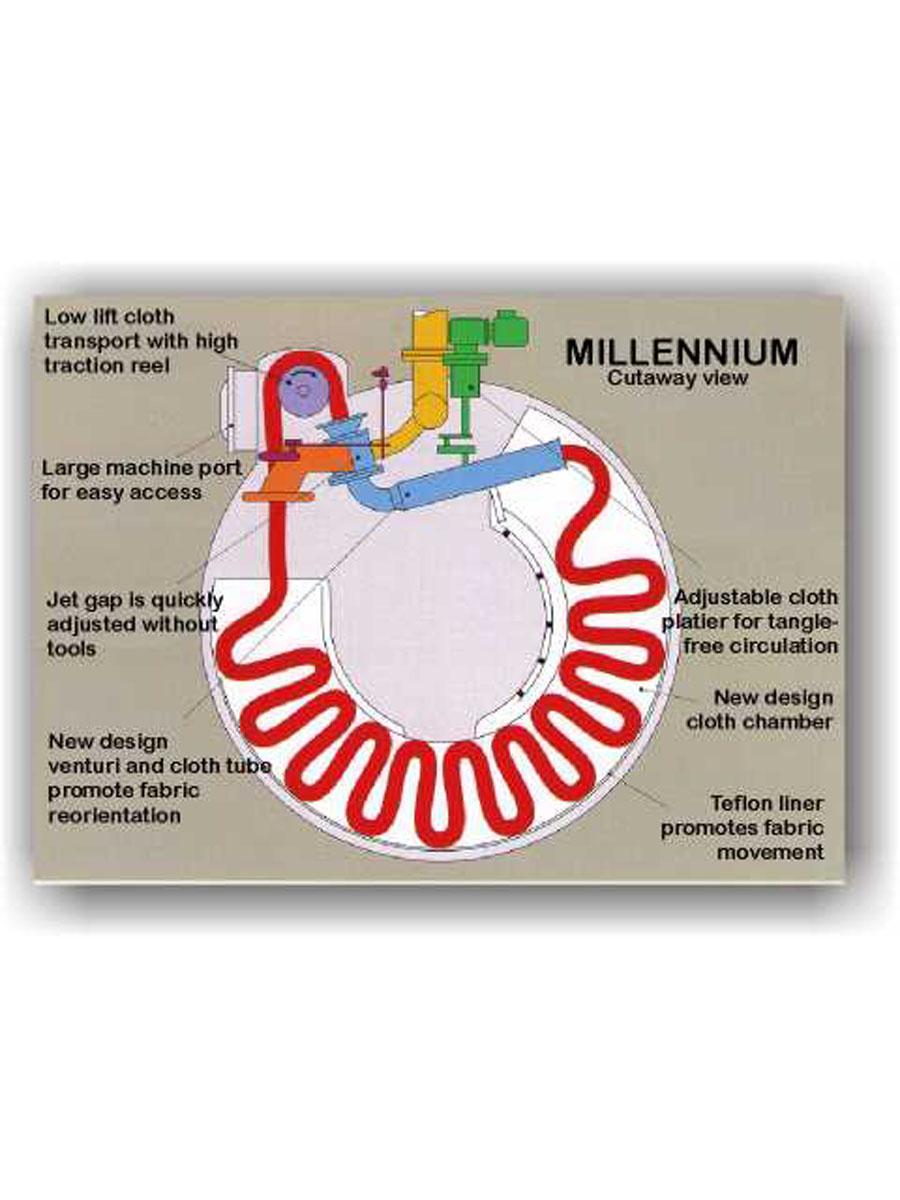 Low lift cloth
transport with high
traction reel
MILLENNIUM
Cutaway view
Large machine port
for easy access
Jet gap is quickly
adjusted without
tools
Adjustable cloth
platier for tangle-
free circulation
New design
cloth chamber
New design
venturi and cloth tube
promote fabric
reorientation
Teflon liner
promotes fabric
movement